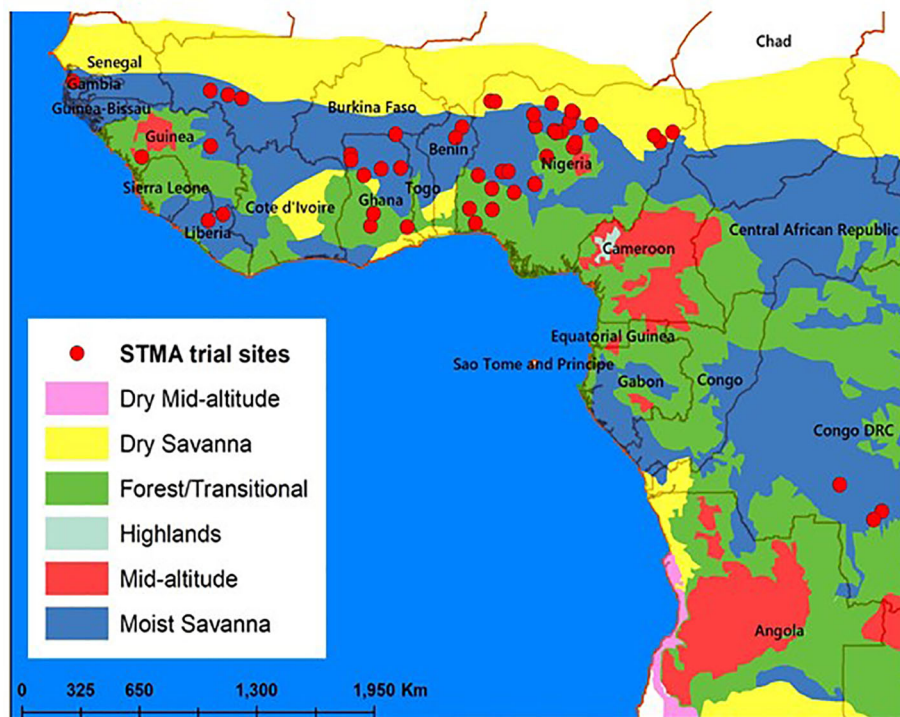 Chad
Senegal
Gambia
Guinea-Bissau
Burkina Faso
Guinea
Benin
Nigeria
Sierra Leone
Togo
Cote d'Ivoire
Ghana
Liberia
Cameroon
Central African Republic
Equatorial Guinea
Sao Tome and Principe
Gabon
Congo
Congo DRC
Angola
STMA trial sites
Dry Mid-altitude
Dry Savanna
Forest/Transitional
Highlands
Mid-altitude
Moist Savanna
0 325 650 1,300 1,950 Km